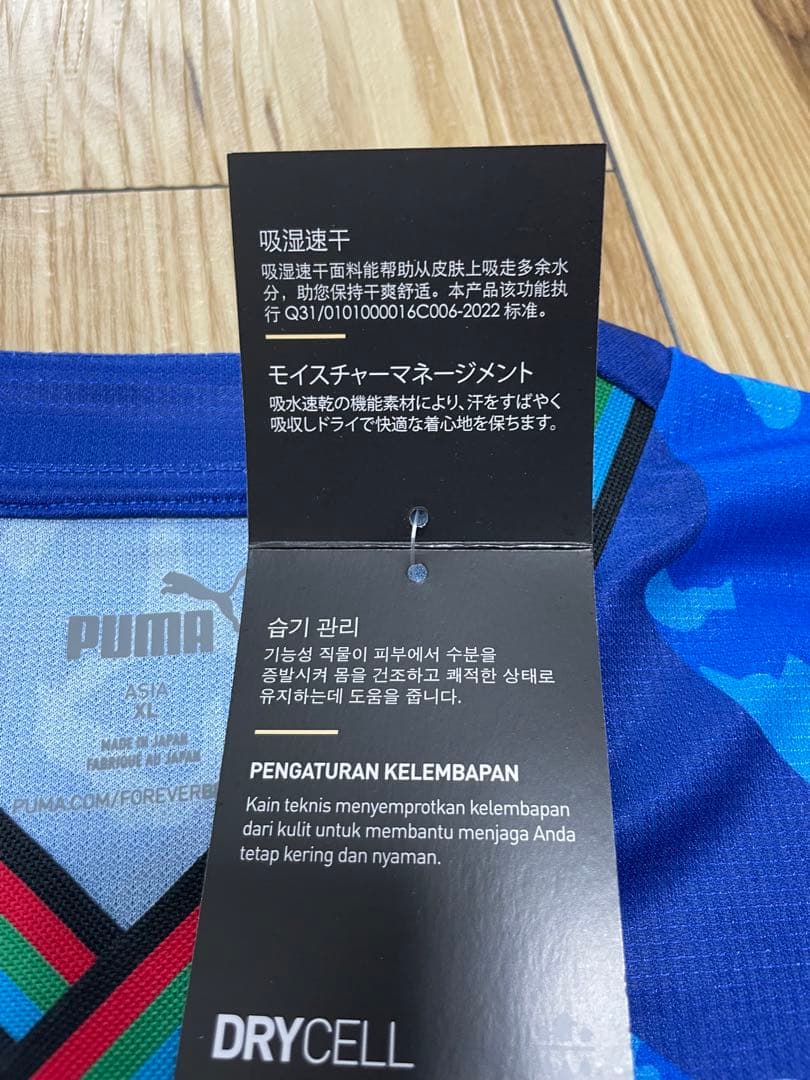 吸湿速干
吸湿速干面料能帮助从皮肤上吸走多余水
分，助您保持干爽舒适。本产品该功能执
行 Q31/0101000016C006-2022 标准。
モイスチャーマネージメント
吸水速乾の機能素材により、汗をすばやく
吸収しドライで快適な着心地を保ちます。
습기 관리
기능성 직물이 피부에서 수분을
증발시켜 몸을 건조하고 쾌적한 상태로
유지하는데 도움을 줍니다.
PENGATURAN KELEMBAPAN
Kain teknis menyemprotkan kelembapan
dari kulit untuk membantu menjaga Anda
tetap kering dan nyaman.
DRYCELL
PUMA
ASIA
XL
MADE IN JAPAN
FABRIQUÉ AU JAPAN